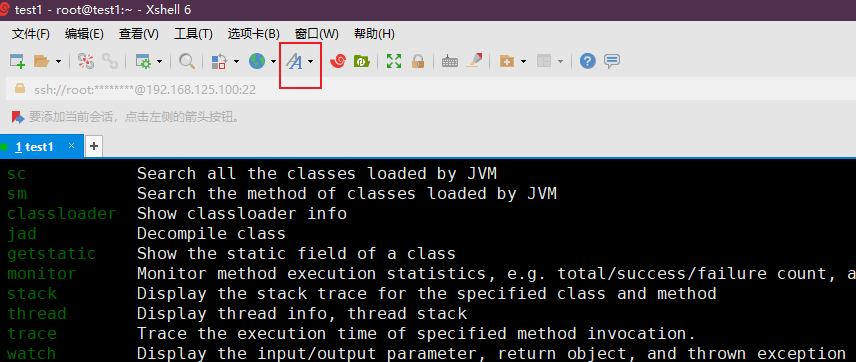 test1 - root@test1:~ - Xshell 6
文件(F) 编辑(E) 查看(V) 工具(T) 选项卡(B) 窗口(W) 帮助(H)
ssh://root:********@192.168.125.100:22
要添加当前会话，点击左侧的箭头按钮。
1 test1 × +
sc Search all the classes loaded by JVM
sm Search the method of classes loaded by JVM
classloader Show classloader info
jad Decompile class
getstatic Show the static field of a class
monitor Monitor method execution statistics, e.g. total/success/failure count, a
stack Display the stack trace for the specified class and method
thread Display thread info, thread stack
trace Trace the execution time of specified method invocation.
watch Display the input/output parameter, return object, and thrown exception